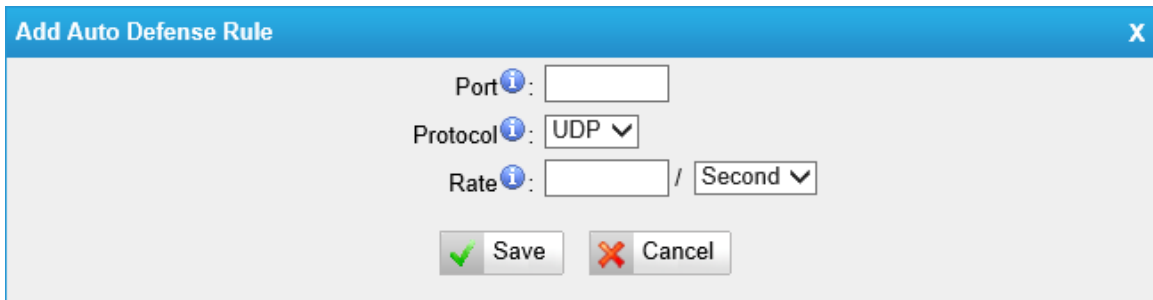 Add Auto Defense Rule X
Port i :
Protocol i : UDP
Rate i : / Second
Save Cancel